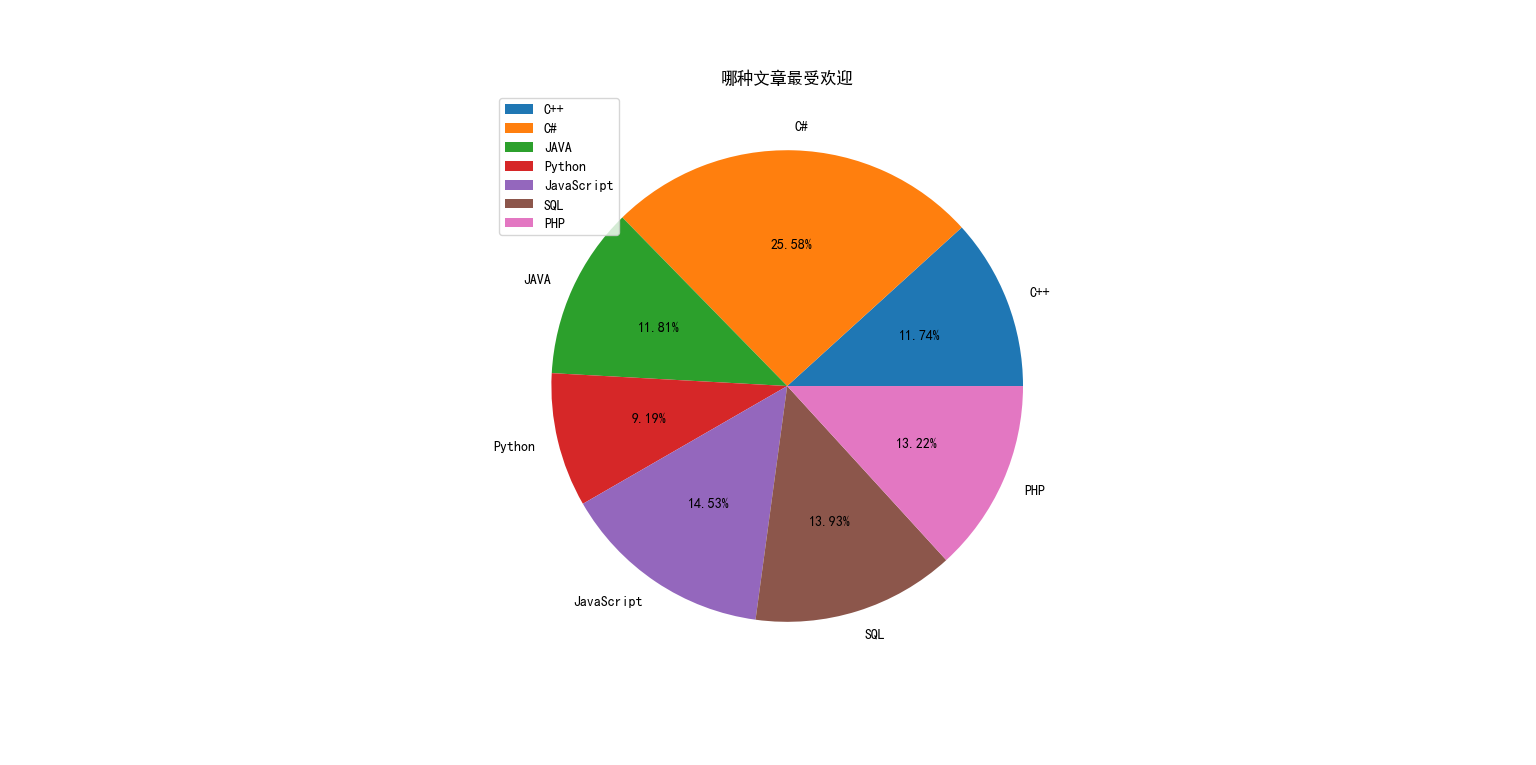 哪种文章最受欢迎
C++
C#
JAVA
Python
JavaScript
SQL
PHP
C#
25.58%
JAVA
C++
11.81%
11.74%
9.19%
Python
13.22%
PHP
14.53%
13.93%
JavaScript
SQL